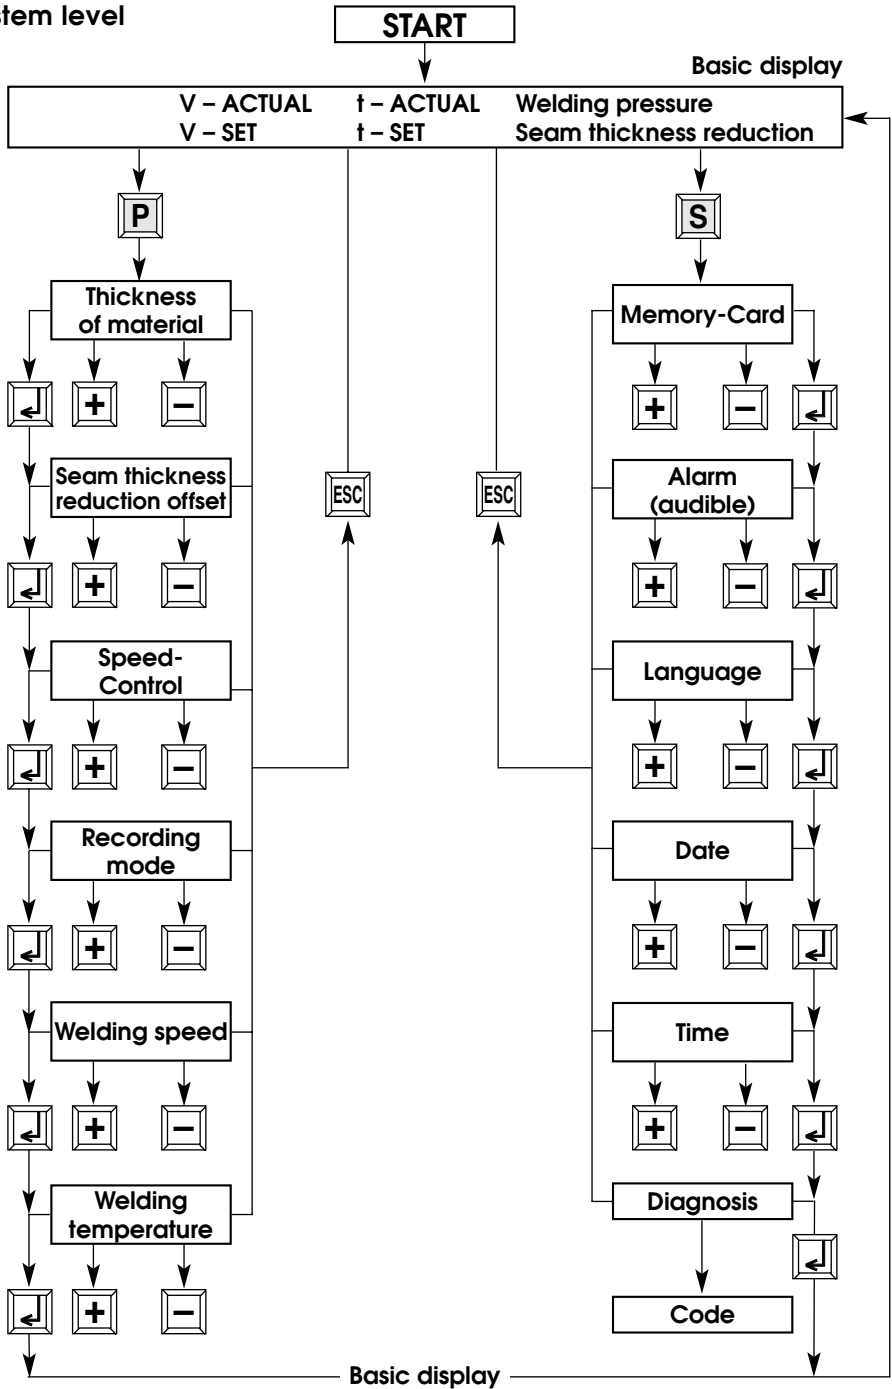 stem level
START
Basic display
V – ACTUAL t – ACTUAL Welding pressure
V – SET t – SET Seam thickness reduction
P
S
Thickness
of material
+ −
Seam thickness
reduction offset
+ −
Speed-
Control
+ −
Recording
mode
+ −
Welding speed
+ −
Welding
temperature
+ −
ESC
ESC
Memory-Card
+ −
Alarm
(audible)
+ −
Language
+ −
Date
+ −
Time
+ −
Diagnosis
Code
Basic display